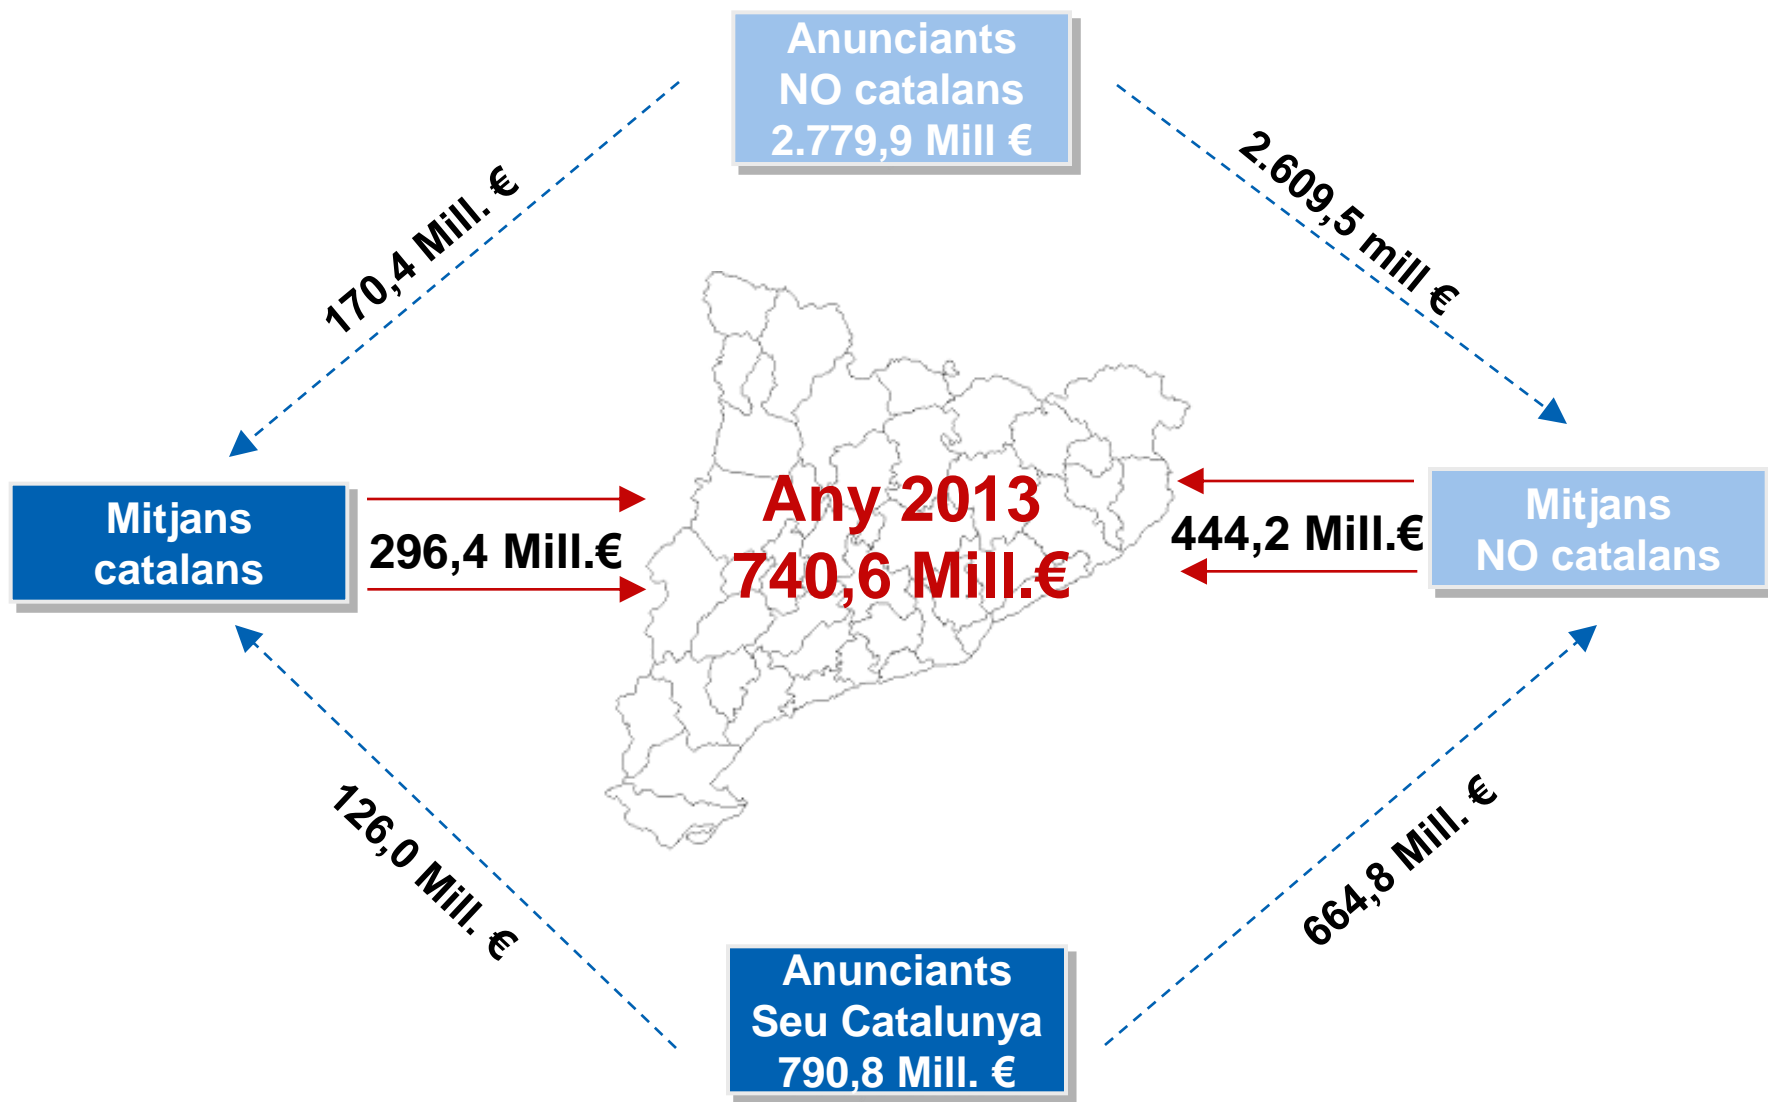 Anunciants
NO catalans
2.779,9 Mill €
170,4 Mill. €
2.609,5 mill €
Mitjans
catalans
296,4 Mill.€
Any 2013
740,6 Mill.€
444,2 Mill.€
Mitjans
NO catalans
126,0 Mill. €
664,8 Mill. €
Anunciants
Seu Catalunya
790,8 Mill. €